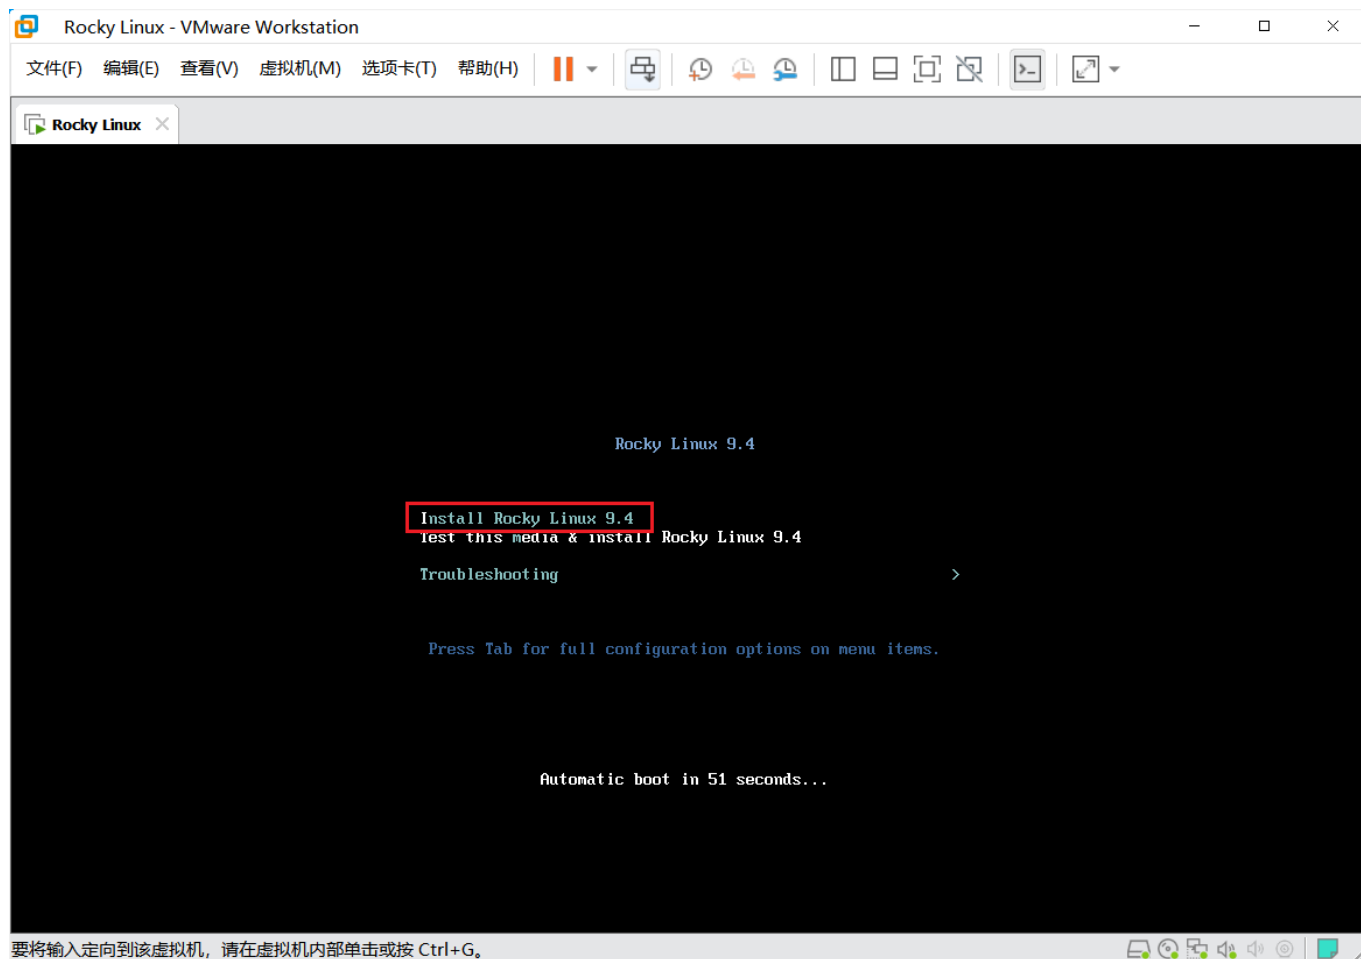 Rocky Linux - VMware Workstation
文件(F) 编辑(E) 查看(V) 虚拟机(M) 选项卡(T) 帮助(H)
Rocky Linux
Rocky Linux 9.4
Install Rocky Linux 9.4
Test this media & install Rocky Linux 9.4
Troubleshooting >
Press Tab for full configuration options on menu items.
Automatic boot in 51 seconds...
要将输入定向到该虚拟机，请在虚拟机内部单击或按 Ctrl+G。